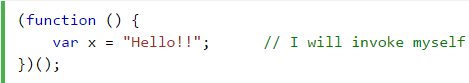 (function () {
    var x = "Hello!!";      // I will invoke myself
})();